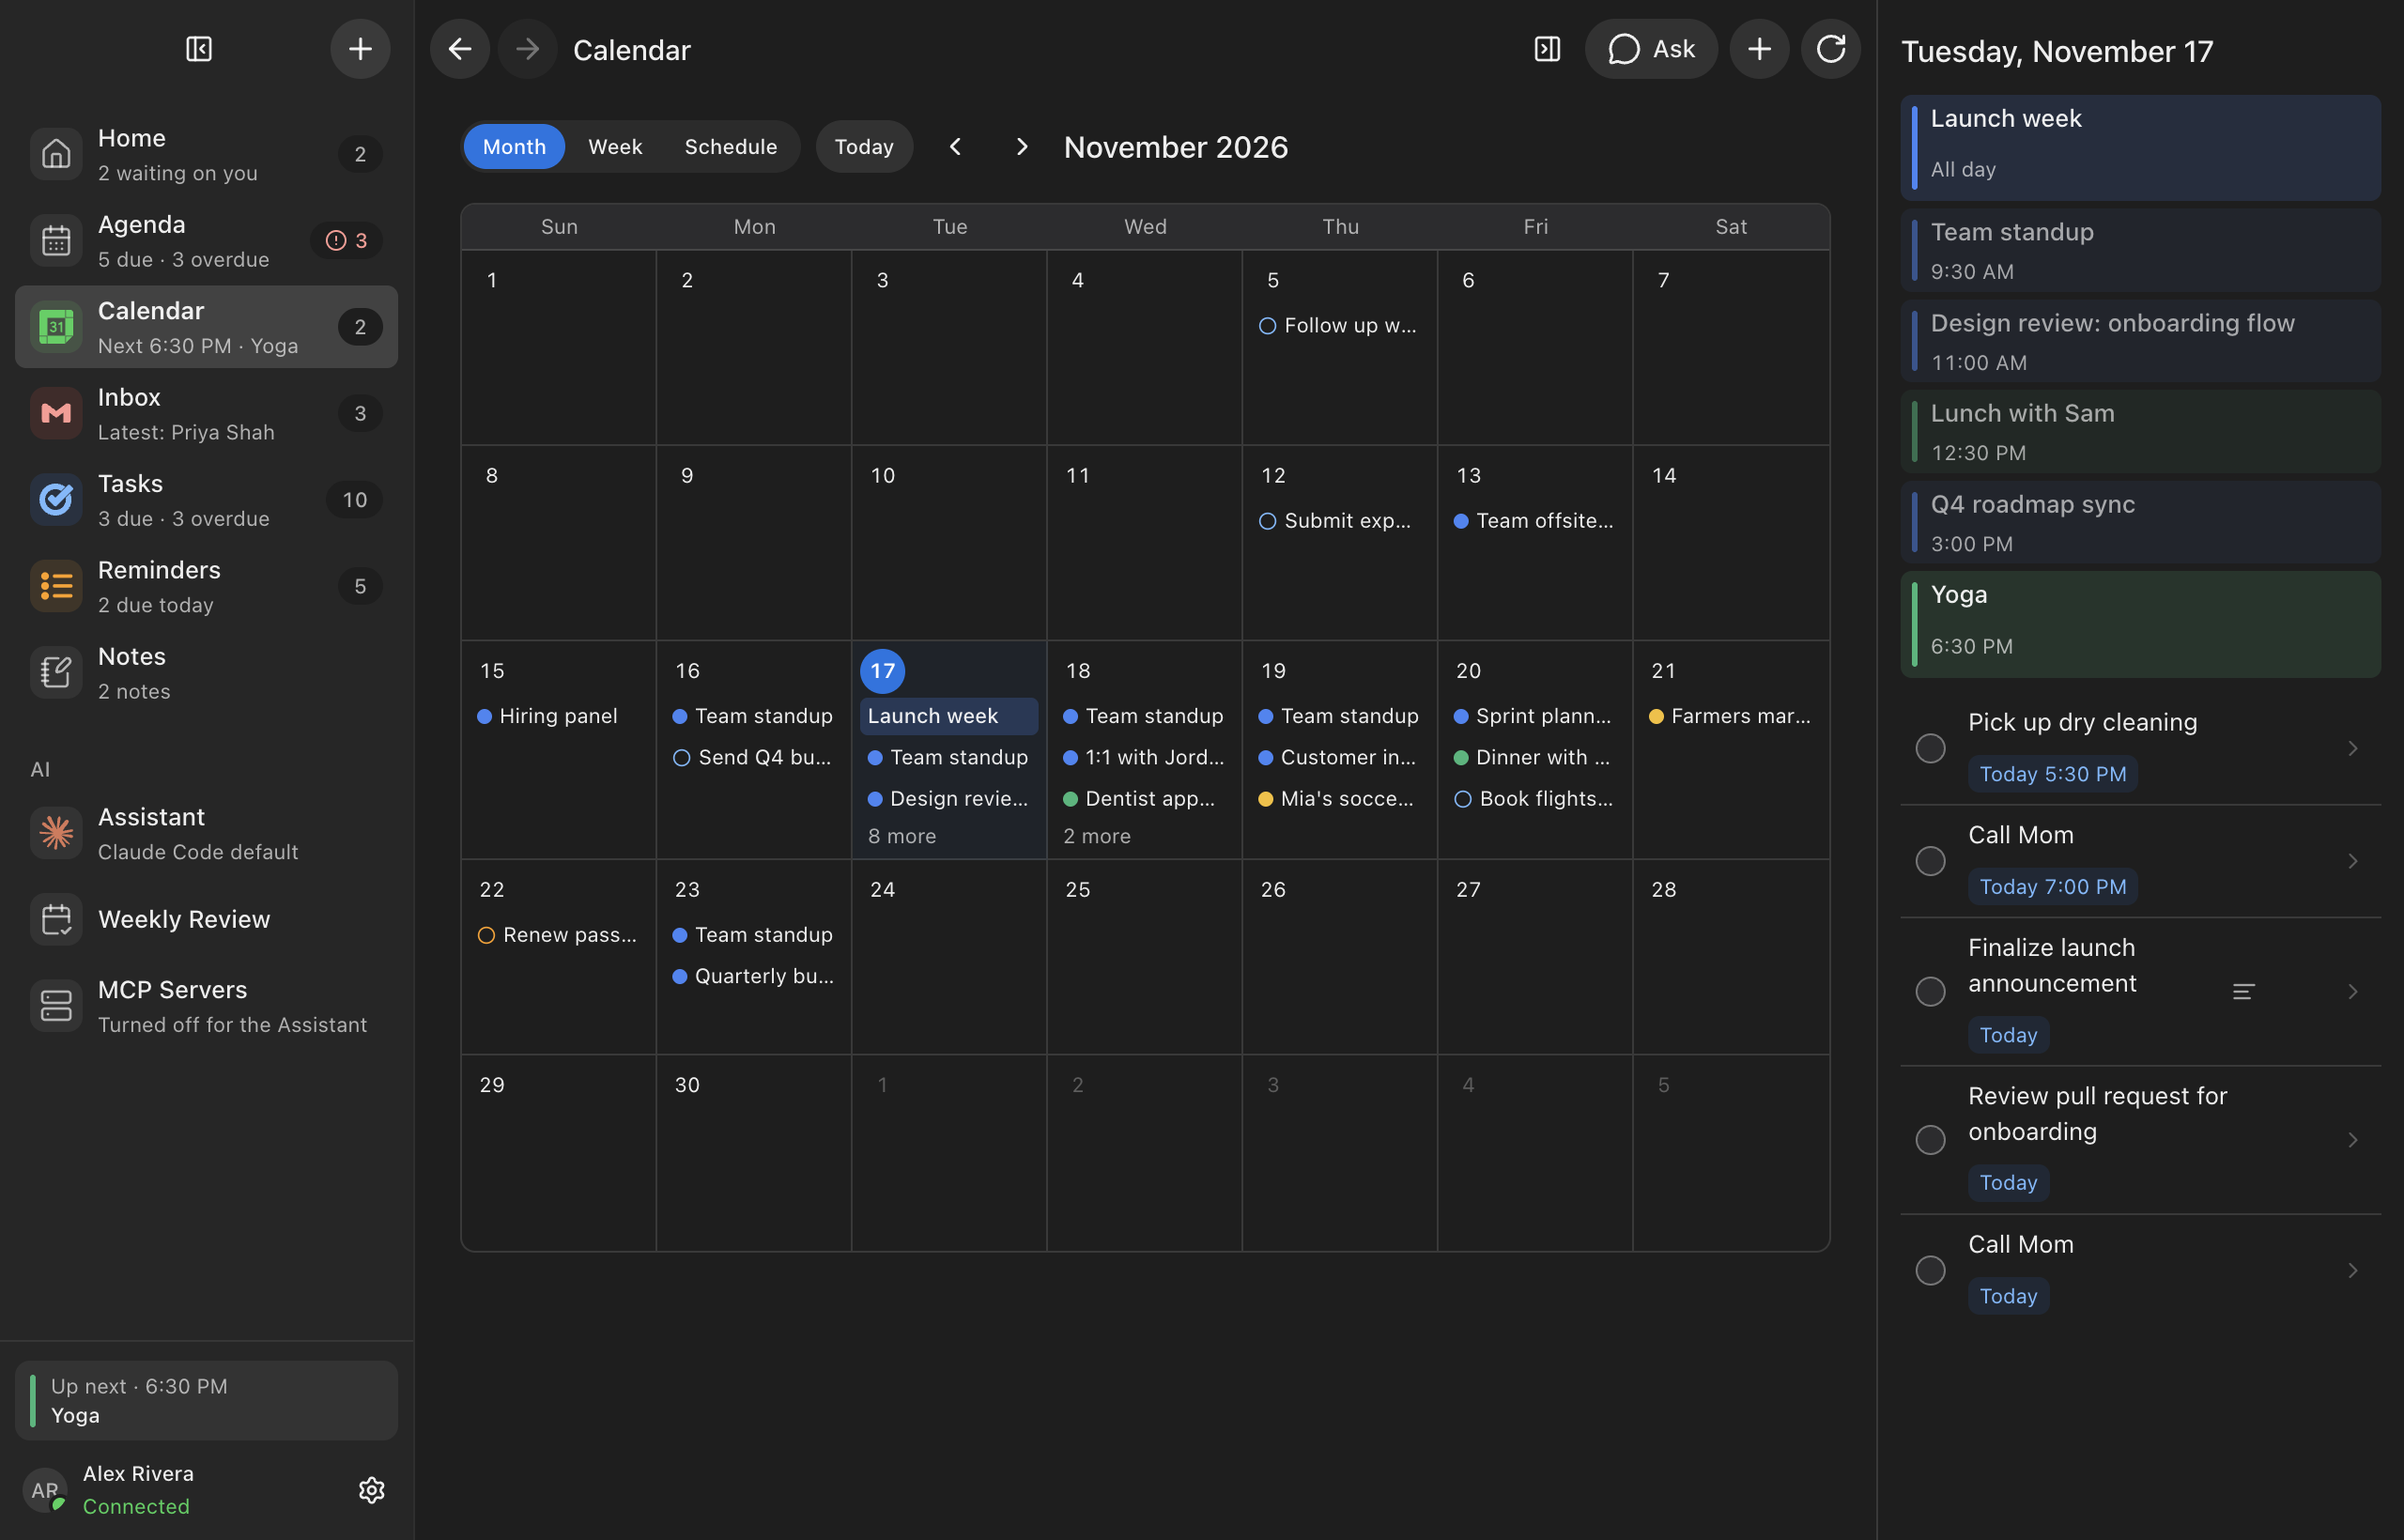 Home
2 waiting on you
2
Agenda
5 due · 3 overdue
3
Calendar
Next 6:30 PM · Yoga
2
31
Inbox
Latest: Priya Shah
3
Tasks
3 due · 3 overdue
10
Reminders
2 due today
5
Notes
2 notes
AI
Assistant
Claude Code default
Weekly Review
MCP Servers
Turned off for the Assistant
Up next · 6:30 PM
Yoga
AR
Alex Rivera
Connected
Calendar
Ask
Month Week Schedule Today November 2026
Sun Mon Tue Wed Thu Fri Sat
1 2 3 4 5 6 7
Follow up w...
8 9 10 11 12 13 14
Submit exp... Team offsite...
15 16 17 18 19 20 21
Hiring panel Team standup Launch week Team standup Team standup Sprint plann... Farmers mar...
Send Q4 bu... Team standup 1:1 with Jord... Customer in... Dinner with ...
Design revie... Dentist app... Mia's socce... Book flights...
8 more 2 more
22 23 24 25 26 27 28
Renew pass... Team standup
Quarterly bu...
29 30 1 2 3 4 5
Tuesday, November 17
Launch week
All day
Team standup
9:30 AM
Design review: onboarding flow
11:00 AM
Lunch with Sam
12:30 PM
Q4 roadmap sync
3:00 PM
Yoga
6:30 PM
Pick up dry cleaning
Today 5:30 PM
Call Mom
Today 7:00 PM
Finalize launch
announcement
Today
Review pull request for
onboarding
Today
Call Mom
Today